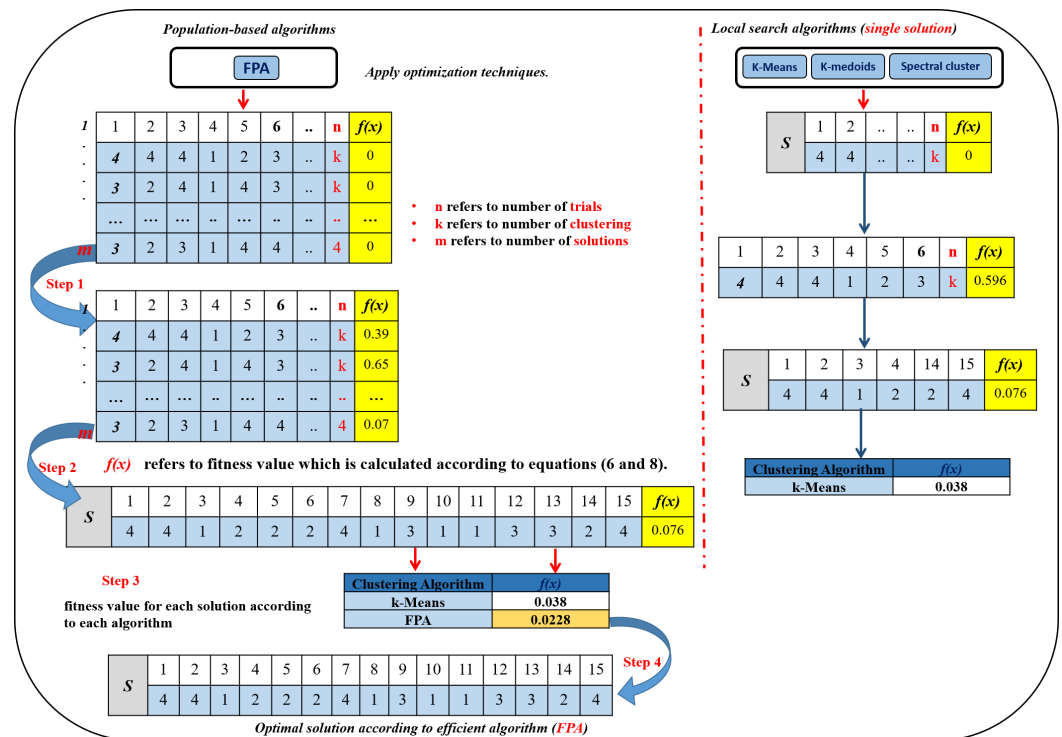 Population-based algorithms
FPA
Apply optimization techniques.
1 1 2 3 4 5 6 .. n f(x)
. 4 4 4 1 2 3 .. k 0
. 3 2 4 1 4 3 .. k 0
. ... ... ... .. ... ... .. .. ...
m 3 2 3 1 4 4 .. 4 0
• n refers to number of trials
• k refers to number of clustering
• m refers to number of solutions
Step 1
1 1 2 3 4 5 6 .. n f(x)
. 4 4 4 1 2 3 .. k 0.39
. 3 2 4 1 4 3 .. k 0.65
. ... ... ... .. ... ... .. .. ...
m 3 2 3 1 4 4 .. 4 0.07
Step 2
f(x) refers to fitness value which is calculated according to equations (6 and 8).
S 1 2 3 4 5 6 7 8 9 10 11 12 13 14 15 f(x)
4 4 1 2 2 2 4 1 3 1 1 3 3 2 4 0.076
Step 3
fitness value for each solution according
to each algorithm
Clustering Algorithm f(x)
k-Means 0.038
FPA 0.0228
Step 4
S 1 2 3 4 5 6 7 8 9 10 11 12 13 14 15
4 4 1 2 2 2 4 1 3 1 1 3 3 2 4
Optimal solution according to efficient algorithm (FPA)
Local search algorithms (single solution)
K-Means K-medoids Spectral cluster
S 1 2 .. .. n f(x)
4 4 .. .. k 0
1 2 3 4 5 6 n f(x)
4 4 4 1 2 3 k 0.596
S 1 2 3 4 14 15 f(x)
4 4 1 2 2 4 0.076
Clustering Algorithm f(x)
k-Means 0.038